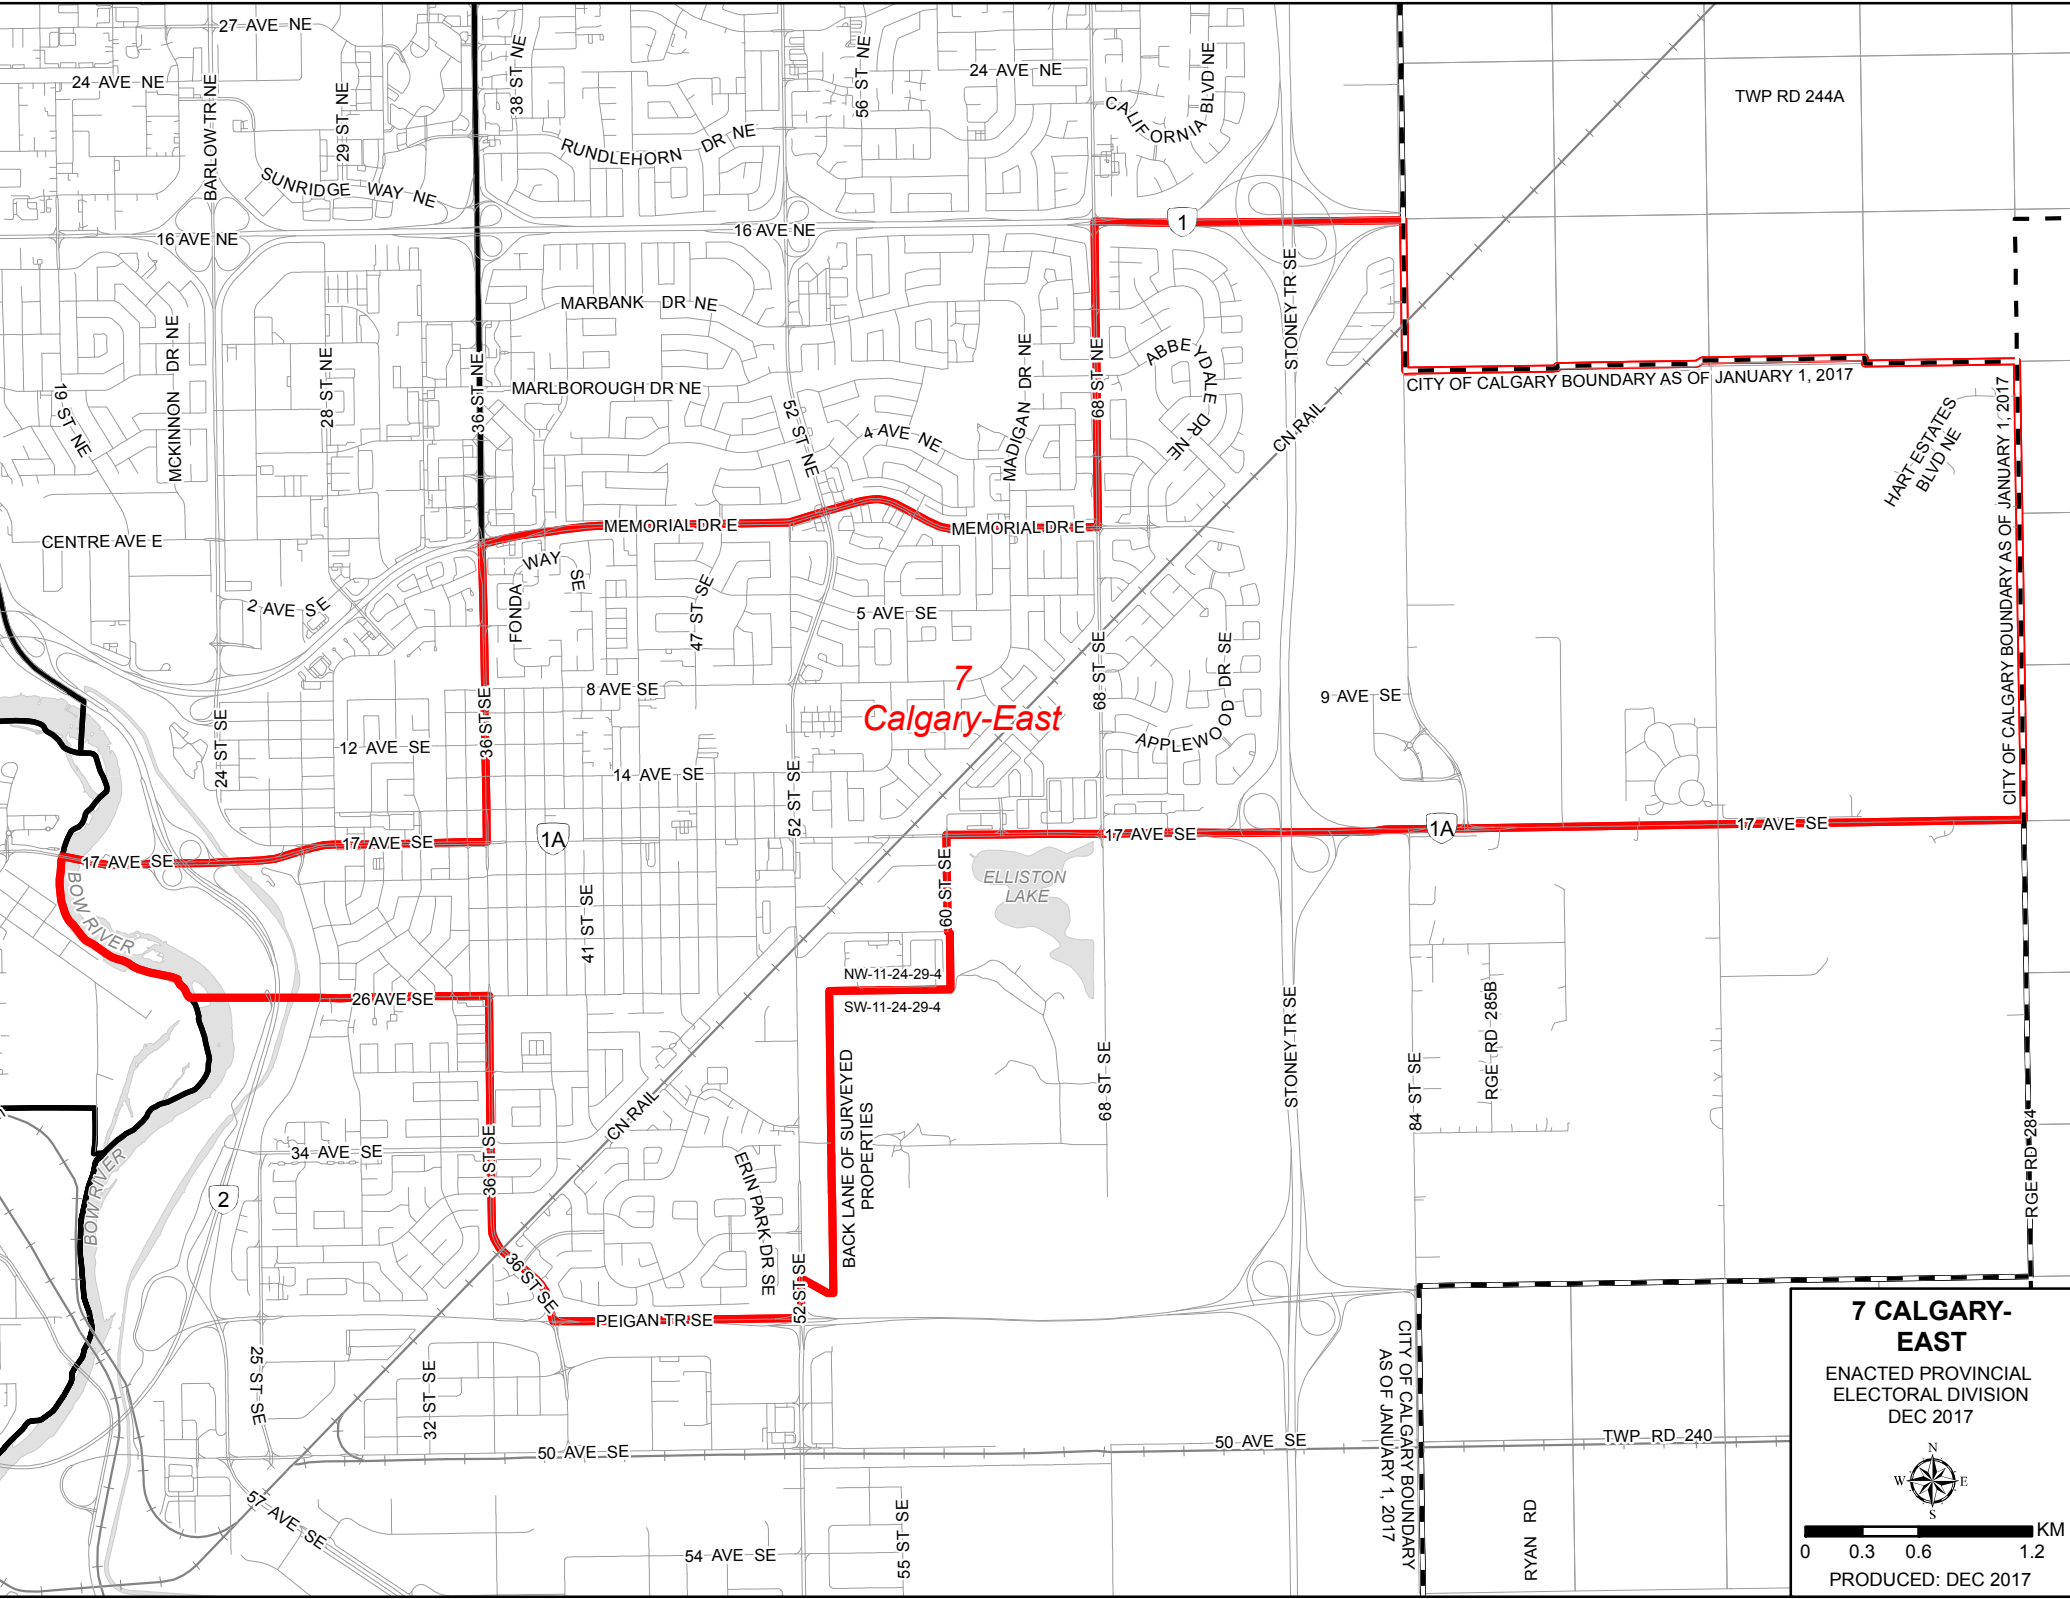 27 AVE NE
24 AVE NE
BARLOW TR NE
29 ST NE
38 ST NE
56 ST NE
24 AVE NE
CALIFORNIA BLVD NE
TWP RD 244A
RUNDLEHORN DR NE
SUNRIDGE WAY NE
16 AVE NE
16 AVE NE
1
STONEY TR SE
MARBANK DR NE
MCKINNON DR NE
28 ST NE
36 ST NE
MARLBOROUGH DR NE
19 ST NE
52 ST NE
4 AVE NE
MADIGAN DR NE
68 ST NE
ABBEYDALE DR NE
CN RAIL
CITY OF CALGARY BOUNDARY AS OF JANUARY 1, 2017
HART ESTATES
BLVD NE
CITY OF CALGARY BOUNDARY AS OF JANUARY 1, 2017
MEMORIAL DR E
MEMORIAL DR E
CENTRE AVE E
FONDA WAY SE
2 AVE SE
47 ST SE
5 AVE SE
68 ST SE
APPLEWOOD DR SE
7
Calgary-East
8 AVE SE
36 ST SE
9 AVE SE
24 ST SE
12 AVE SE
14 AVE SE
52 ST SE
1A
17 AVE SE
17 AVE SE
17 AVE SE
1A
17 AVE SE
BOW RIVER
41 ST SE
60 ST SE
ELLISTON
LAKE
NW-11-24-29-4
SW-11-24-29-4
26 AVE SE
STONEY TR SE
RGE RD 285B
68 ST SE
84 ST SE
BACK LANE OF SURVEYED
PROPERTIES
CN RAIL
34 AVE SE
36 ST SE
ERIN PARK DR SE
BOW RIVER
2
RGE RD 284
36 ST SE
52 ST SE
PEIGAN TR SE
25 ST SE
32 ST SE
CITY OF CALGARY BOUNDARY
AS OF JANUARY 1, 2017
50 AVE SE
50 AVE SE
TWP RD 240
57 AVE SE
54 AVE SE
55 ST SE
RYAN RD
7 CALGARY-
EAST
ENACTED PROVINCIAL
ELECTORAL DIVISION
DEC 2017
N
W E
S
KM
0 0.3 0.6 1.2
PRODUCED: DEC 2017